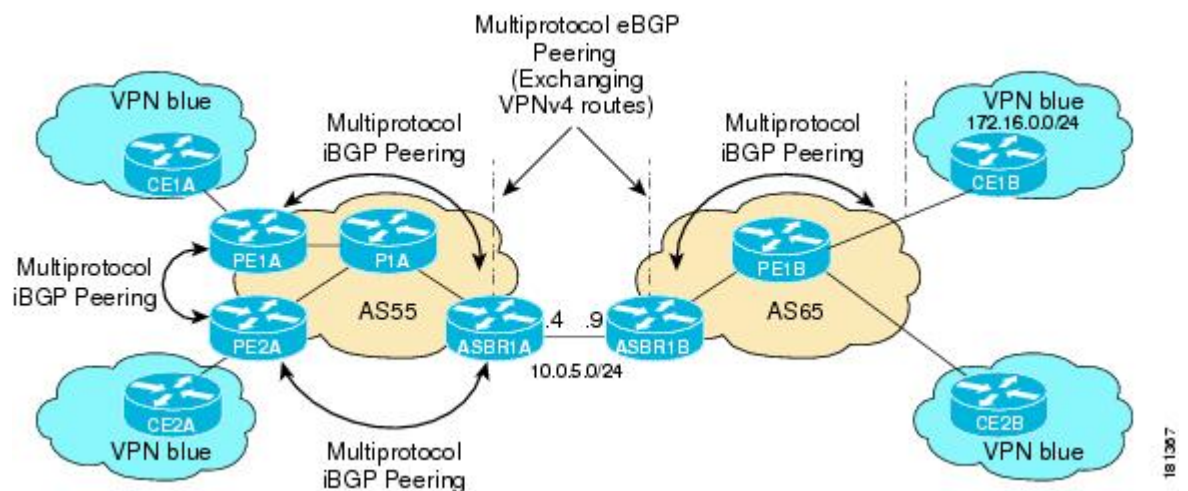 Multiprotocol eBGP
Peering
(Exchanging
VPNv4 routes)
VPN blue
CE1A
Multiprotocol
iBGP Peering
Multiprotocol
iBGP Peering
VPN blue
172.16.0.0/24
CE1B
PE1A
P1A
PE1B
Multiprotocol
iBGP Peering
AS55
AS65
PE2A
ASBR1A
.4
.9
ASBR1B
10.0.5.0/24
CE2A
VPN blue
Multiprotocol
iBGP Peering
CE2B
VPN blue
181367